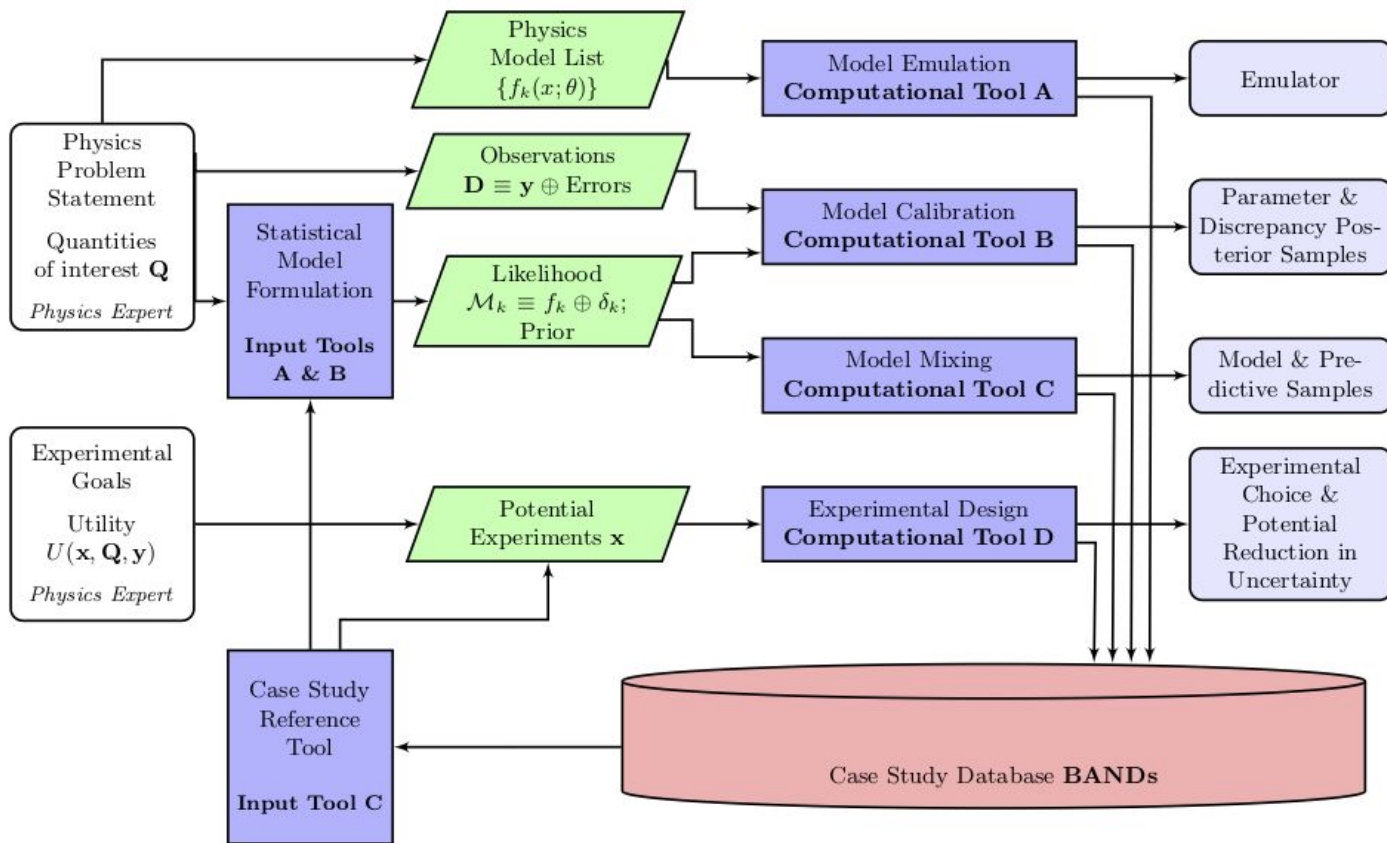 Physics
Model List
{f_k(x; θ)}
Model Emulation
Computational Tool A
Emulator
Physics
Problem
Statement
Quantities
of interest Q
Physics Expert
Observations
D ≡ y ⊕ Errors
Statistical
Model
Formulation
Input Tools
A & B
Likelihood
M_k ≡ f_k ⊕ δ_k;
Prior
Model Calibration
Computational Tool B
Parameter &
Discrepancy Pos-
terior Samples
Model Mixing
Computational Tool C
Model & Pre-
dictive Samples
Experimental
Goals
Utility
U(x, Q, y)
Physics Expert
Potential
Experiments x
Experimental Design
Computational Tool D
Experimental
Choice &
Potential
Reduction in
Uncertainty
Case Study
Reference
Tool
Input Tool C
Case Study Database BANDs